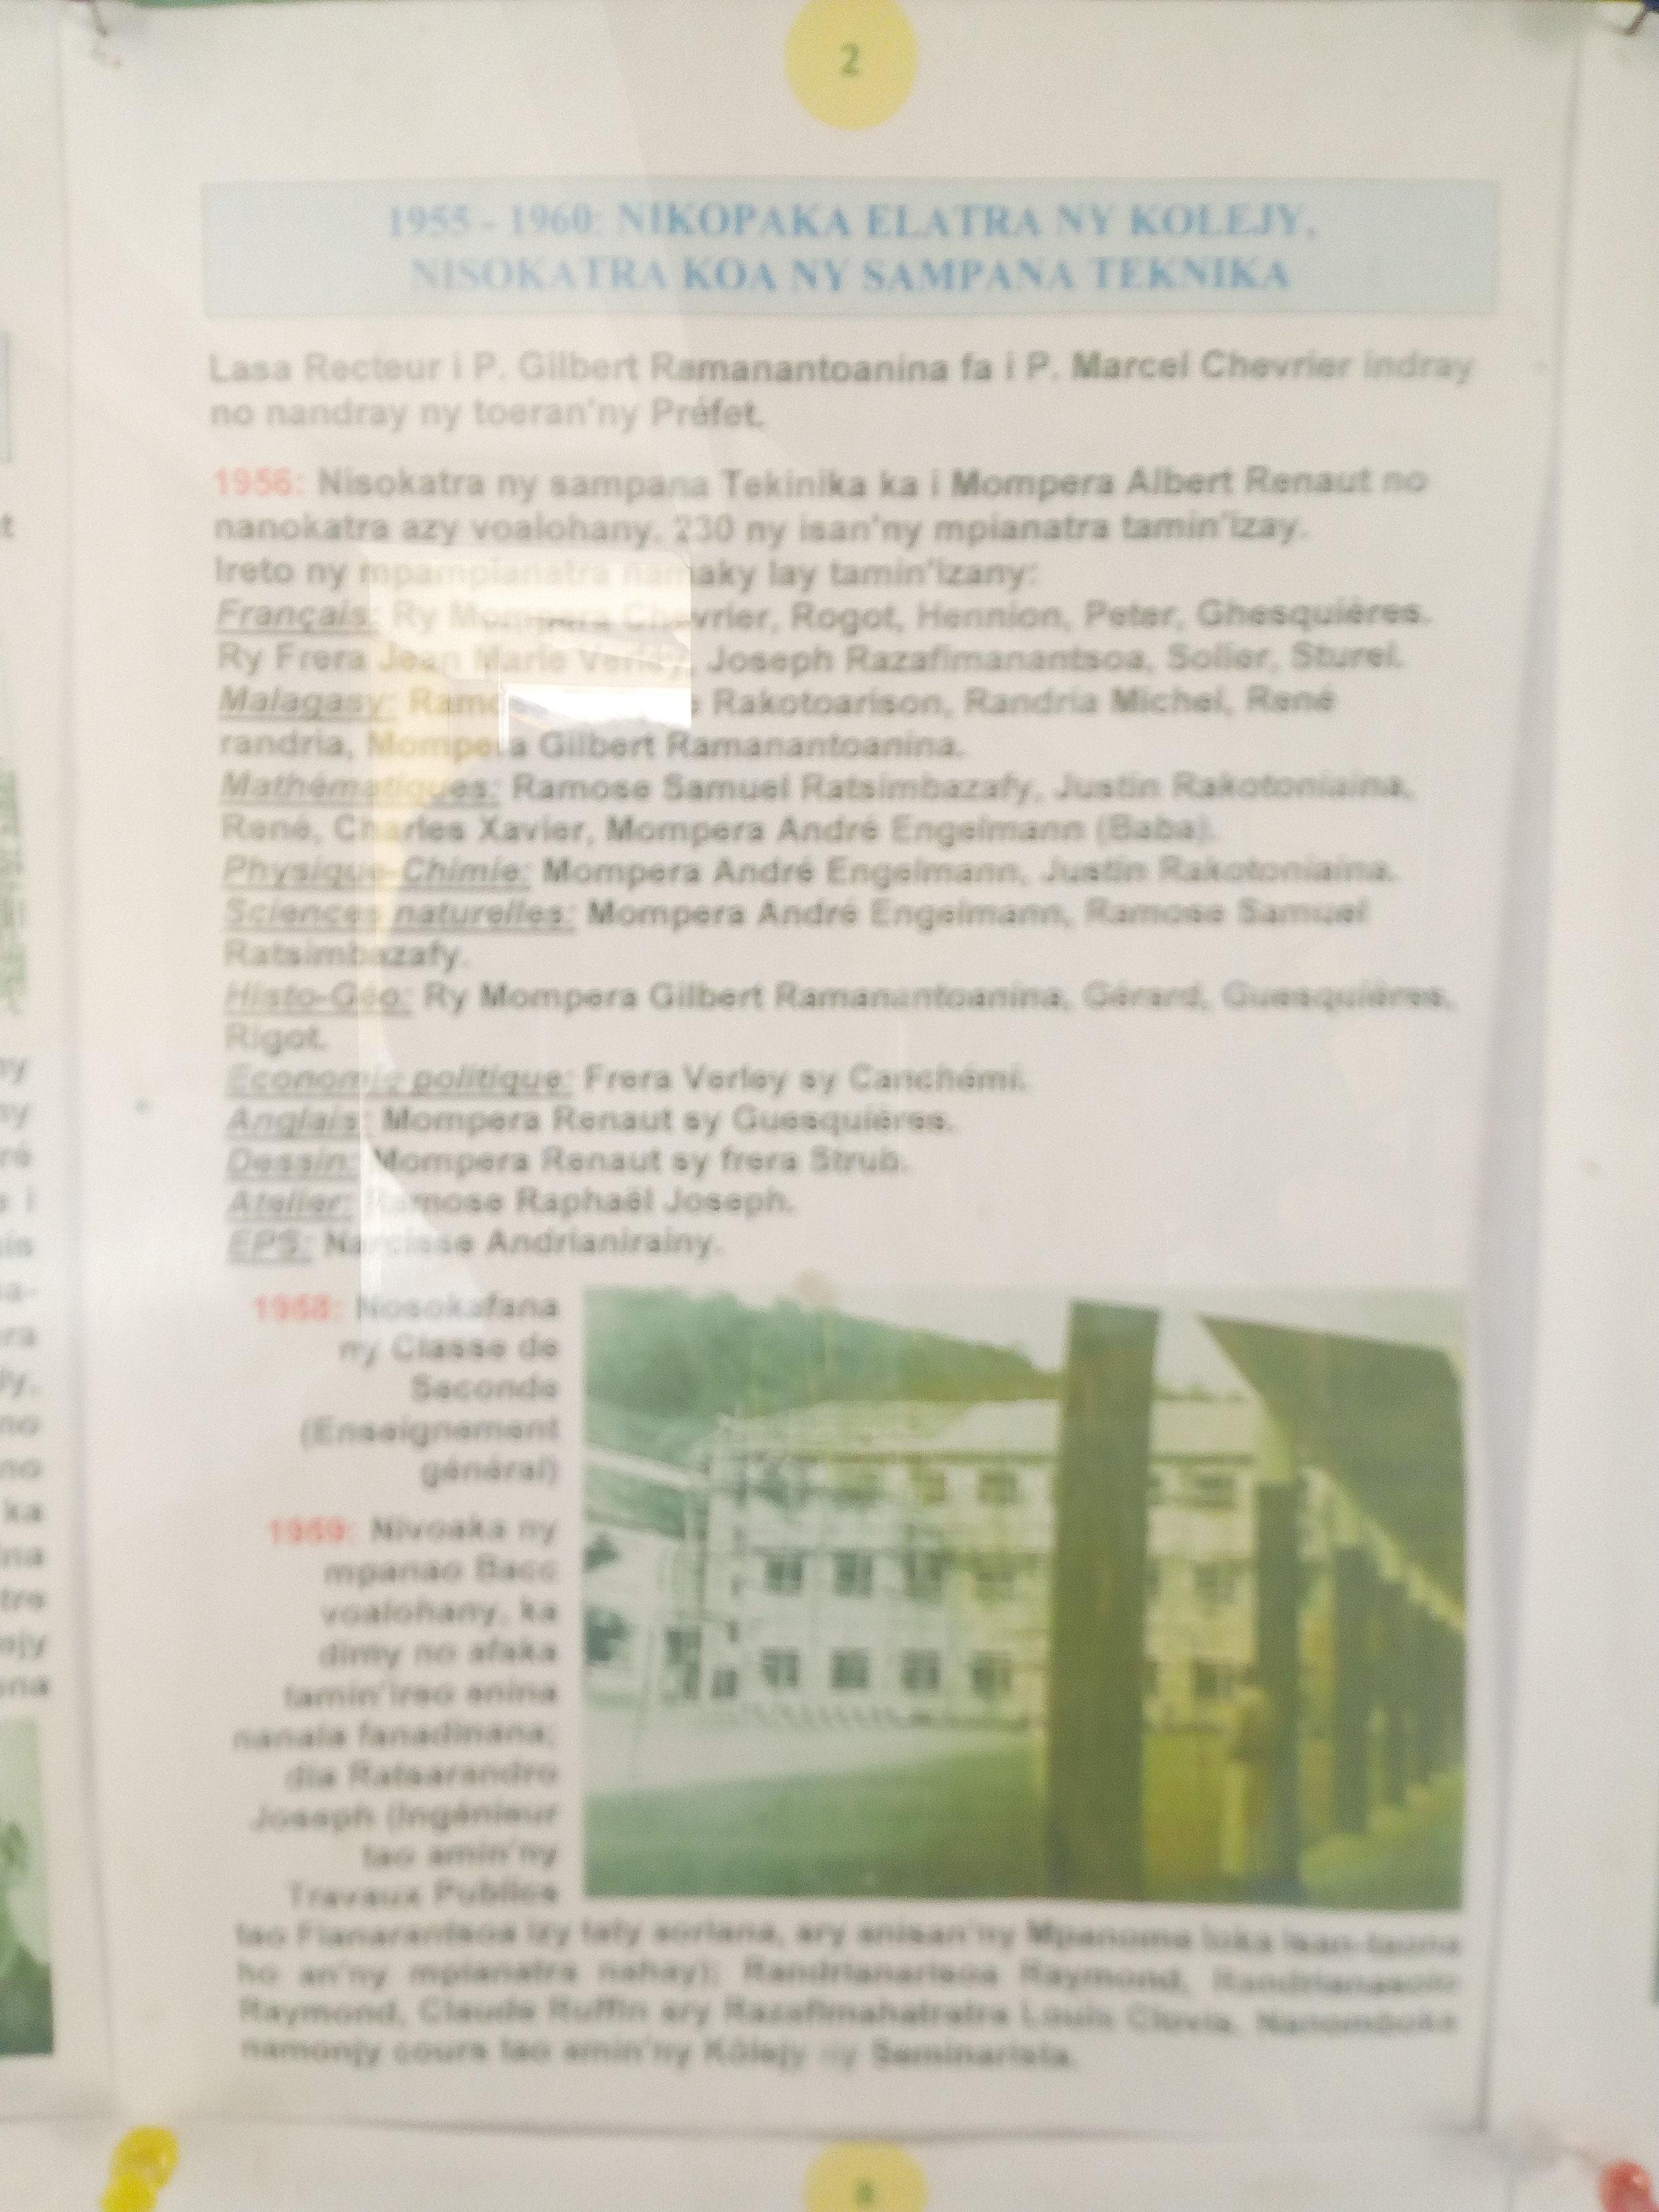 2
1955 - 1960: NIKOPAKA ELATRA NY KOLEJY,
NISOKATRA KOA NY SAMPANA TEKNIKA
Lasa Recteur i P. Gilbert Ramanantoanina fa i P. Marcel Chevrier indray
no nandray ny toeran'ny Préfet.
1956: Nisokatra ny sampana Tekinika ka i Mompera Albert Renaut no
nanokatra azy voalohany. 230 ny isan'ny mpianatra tamin'izay.
Ireto ny mpampianatra namaky lay tamin'izany:
Français: Ry Mompera Chevrier, Rogot, Hennion, Peter, Ghesquières.
Ry Frera Jean Marie Verley, Joseph Razafimanantsoa, Solier, Sturel.
Malagasy: Rakotoarison, Randria Michel, René
randria, Mompera Gilbert Ramanantoanina.
Mathématiques: Ramose Samuel Ratsimbazafy, Justin Rakotoniaina,
René, Charles Xavier, Mompera André Engelmann (Baba).
Physique-Chimie: Mompera André Engelmann, Justin Rakotoniaina.
Sciences naturelles: Mompera André Engelmann, Ramose Samuel
Ratsimbazafy.
Histo-Géo: Ry Mompera Gilbert Ramanantoanina, Gérard, Guesquières,
Rigot.
Economie politique: Frera Verley sy Canchémi.
Anglais: Mompera Renaut sy Guesquières.
Dessin: Mompera Renaut sy frera Strub.
Atelier: Ramose Raphaël Joseph.
EPS: Narcisse Andrianirainy.
1958: Nosokafana
ny Classe de
Seconde
(Enseignement
général)
1959: Nivoaka ny
mpanao Bacc
voalohany, ka
dimy no afaka
tamin'ireo enina
nanala fanadinana;
dia Ratsarandro
Joseph (Ingénieur
tao amin'ny
Travaux Publics
tao Fianarantsoa izy taty aoriana, ary anisan'ny Mpanome loka isan-taona
ho an'ny mpianatra nahay); Randrianarisoa Raymond, Randrianasolo
Raymond, Claude Ruffin ary Razafimahatratra Louis Clovis. Nanomboka
namonjy cours tao amin'ny Kôlejy ny Seminarista.